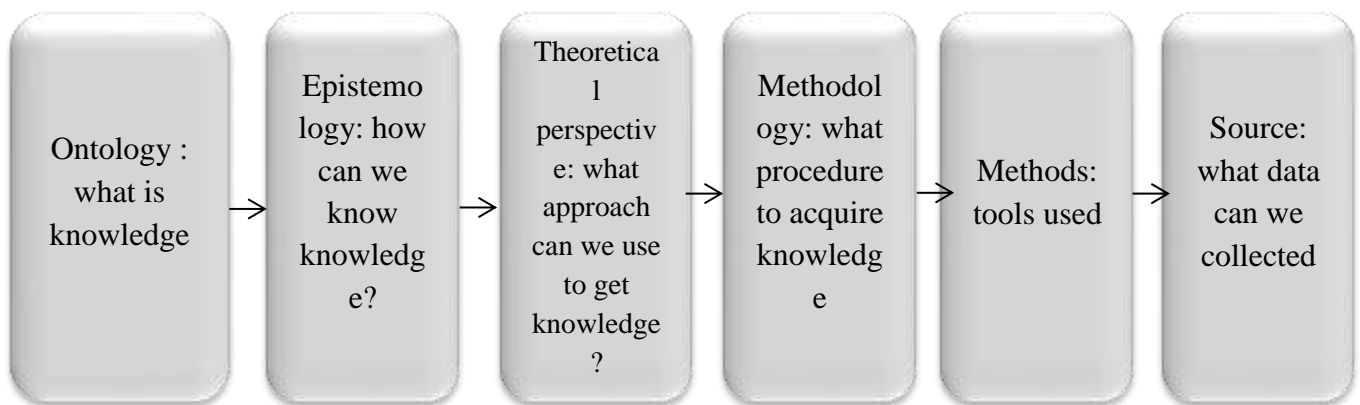 Ontology :
what is
knowledge
Epistemo
logy: how
can we
know
knowledg
e?
Theoretica
l
perspectiv
e: what
approach
can we use
to get
knowledge
?
Methodol
ogy: what
procedure
to acquire
knowledg
e
Methods:
tools used
Source:
what data
can we
collected